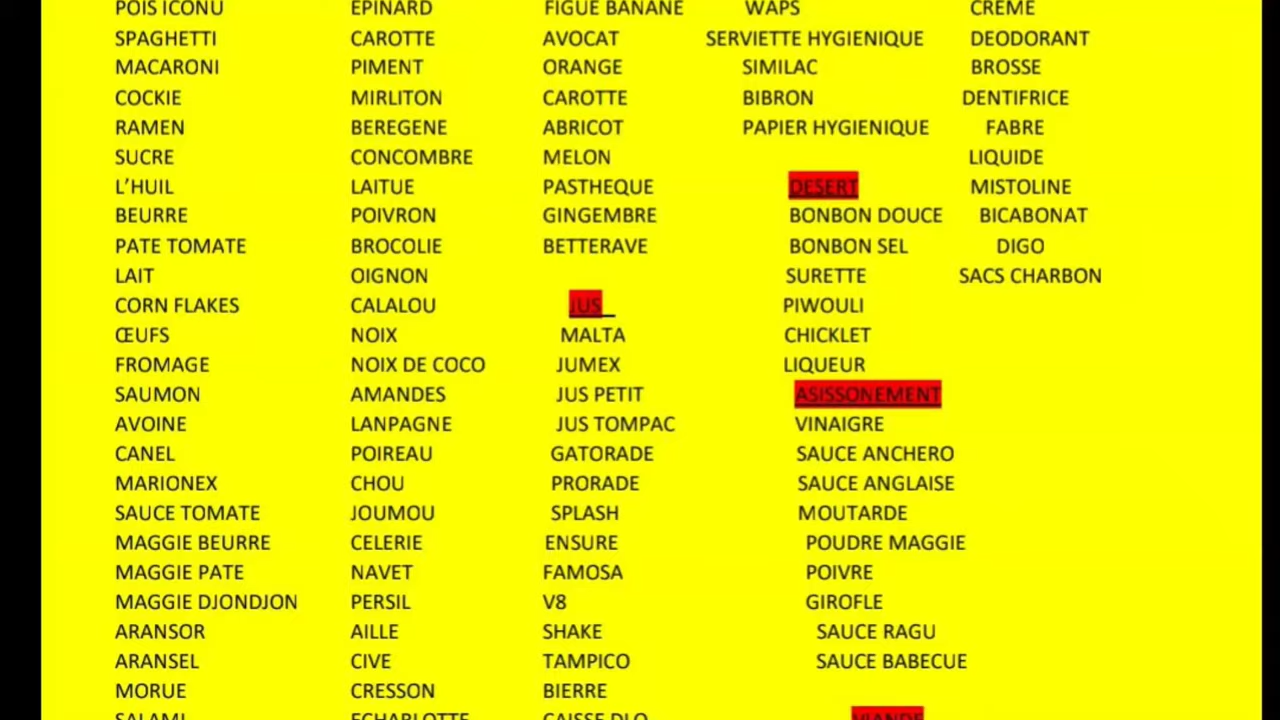 POIS ICONU EPINARD FIGUE BANANE WAPS CREME
SPAGHETTI CAROTTE AVOCAT SERVIETTE HYGIENIQUE DEODORANT
MACARONI PIMENT ORANGE SIMILAC BROSSE
COCKIE MIRLITON CAROTTE BIBRON DENTIFRICE
RAMEN BEREGENE ABRICOT PAPIER HYGIENIQUE FABRE
SUCRE CONCOMBRE MELON LIQUIDE
L’HUIL LAITUE PASTHEQUE DESERT MISTOLINE
BEURRE POIVRON GINGEMBRE BONBON DOUCE BICABONAT
PATE TOMATE BROCOLIE BETTERAVE BONBON SEL DIGO
LAIT OIGNON SURETTE SACS CHARBON
CORN FLAKES CALALOU JUS PIWOULI
ŒUFS NOIX MALTA CHICKLET
FROMAGE NOIX DE COCO JUMEX LIQUEUR
SAUMON AMANDES JUS PETIT ASISSONEMENT
AVOINE LANPAGNE JUS TOMPAC VINAIGRE
CANEL POIREAU GATORADE SAUCE ANCHERO
MARIONEX CHOU PRORADE SAUCE ANGLAISE
SAUCE TOMATE JOUMOU SPLASH MOUTARDE
MAGGIE BEURRE CELERIE ENSURE POUDRE MAGGIE
MAGGIE PATE NAVET FAMOSA POIVRE
MAGGIE DJONDJON PERSIL V8 GIROFLE
ARANSOR AILLE SHAKE SAUCE RAGU
ARANSEL CIVE TAMPICO SAUCE BABECUE
MORUE CRESSON BIERRE
SALAMI ECHARLOTTE CAISSE DLO VIANDE